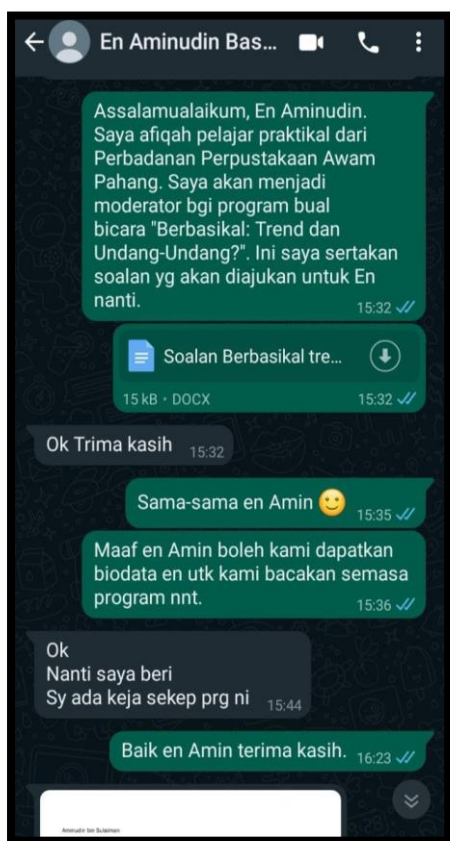 En Aminudin Bas...
Assalamualaikum, En Aminudin.
Saya afiqah pelajar praktikal dari
Perbadanan Perpustakaan Awam
Pahang. Saya akan menjadi
moderator bgi program bual
bicara "Berbasikal: Trend dan
Undang-Undang?". Ini saya sertakan
soalan yg akan diajukan untuk En
nanti.
15:32
Soalan Berbasikal tre...
15 kB • DOCX
15:32
Ok Trima kasih
15:32
Sama-sama en Amin 🙂
15:35
Maaf en Amin boleh kami dapatkan
biodata en utk kami bacakan semasa
program nnt.
15:36
Ok
Nanti saya beri
Sy ada keja sekep prg ni
15:44
Baik en Amin terima kasih.
16:23
Aminudin bin Sulaiman